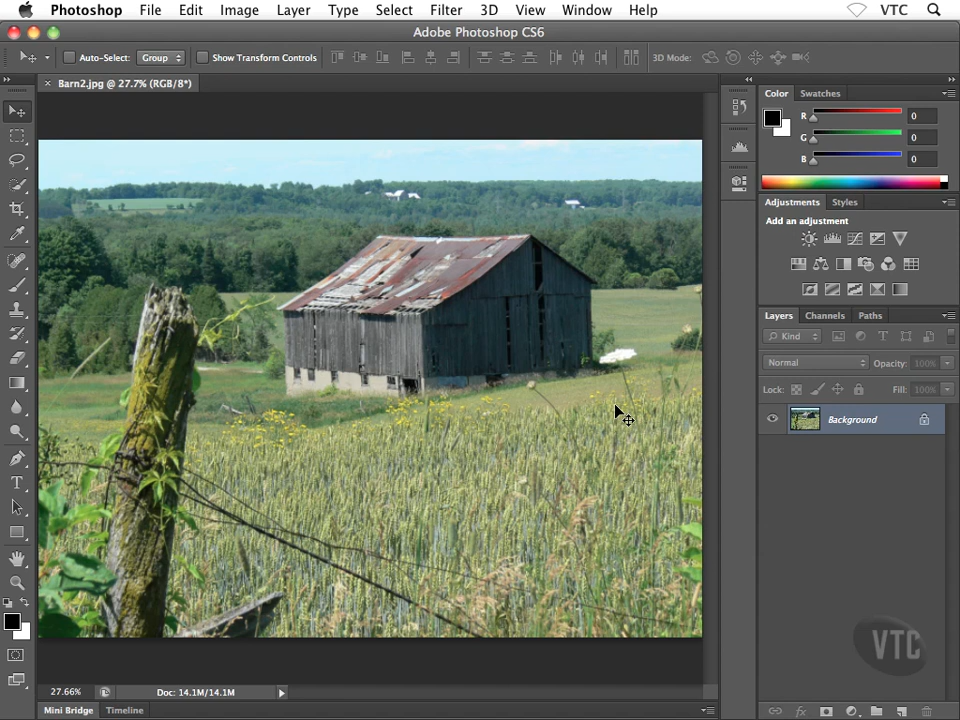 Photoshop File Edit Image Layer Type Select Filter 3D View Window Help VTC
Adobe Photoshop CS6
Auto-Select: Group Show Transform Controls 3D Mode:
Barn2.jpg @ 27.7% (RGB/8*)
Color Swatches
R 0
G 0
B 0
Adjustments Styles
Add an adjustment
Layers Channels Paths
Kind
Normal Opacity: 100%
Lock: Fill: 100%
Background
VTC
27.66% Doc: 14.1M/14.1M
Mini Bridge Timeline